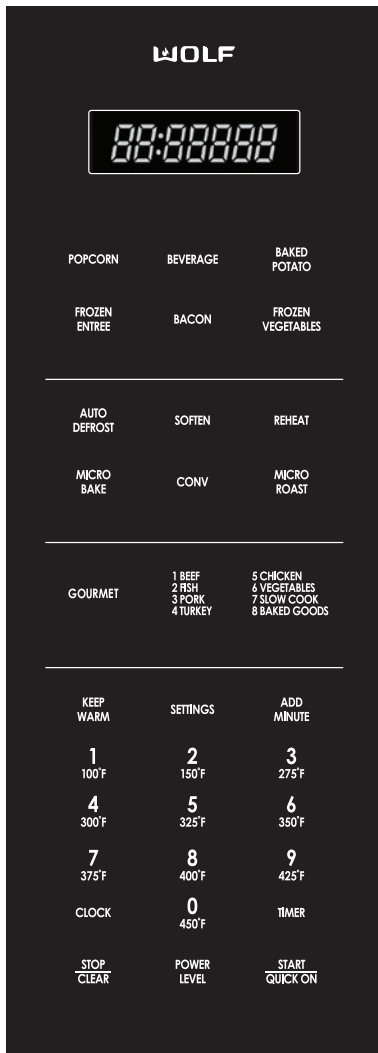 WOLF
88:88888
POPCORN
BEVERAGE
BAKED
POTATO
FROZEN
ENTREE
BACON
FROZEN
VEGETABLES
AUTO
DEFROST
SOFTEN
REHEAT
MICRO
BAKE
CONV
MICRO
ROAST
GOURMET
1 BEEF
2 FISH
3 PORK
4 TURKEY
5 CHICKEN
6 VEGETABLES
7 SLOW COOK
8 BAKED GOODS
KEEP
WARM
SETTINGS
ADD
MINUTE
1
100°F
2
150°F
3
275°F
4
300°F
5
325°F
6
350°F
7
375°F
8
400°F
9
425°F
CLOCK
0
450°F
TIMER
STOP
CLEAR
POWER
LEVEL
START
QUICK ON